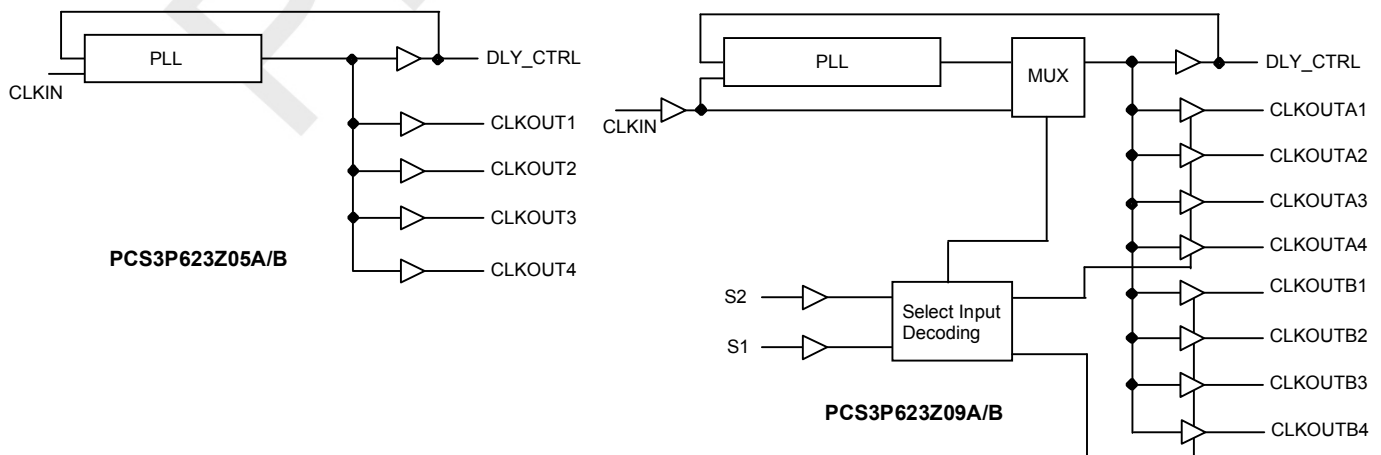 PLL
DLY_CTRL
CLKIN
CLKOUT1
CLKOUT2
CLKOUT3
CLKOUT4
PCS3P623Z05A/B
PLL
MUX
DLY_CTRL
CLKIN
CLKOUTA1
CLKOUTA2
CLKOUTA3
CLKOUTA4
S2
S1
Select Input
Decoding
CLKOUTB1
CLKOUTB2
CLKOUTB3
CLKOUTB4
PCS3P623Z09A/B